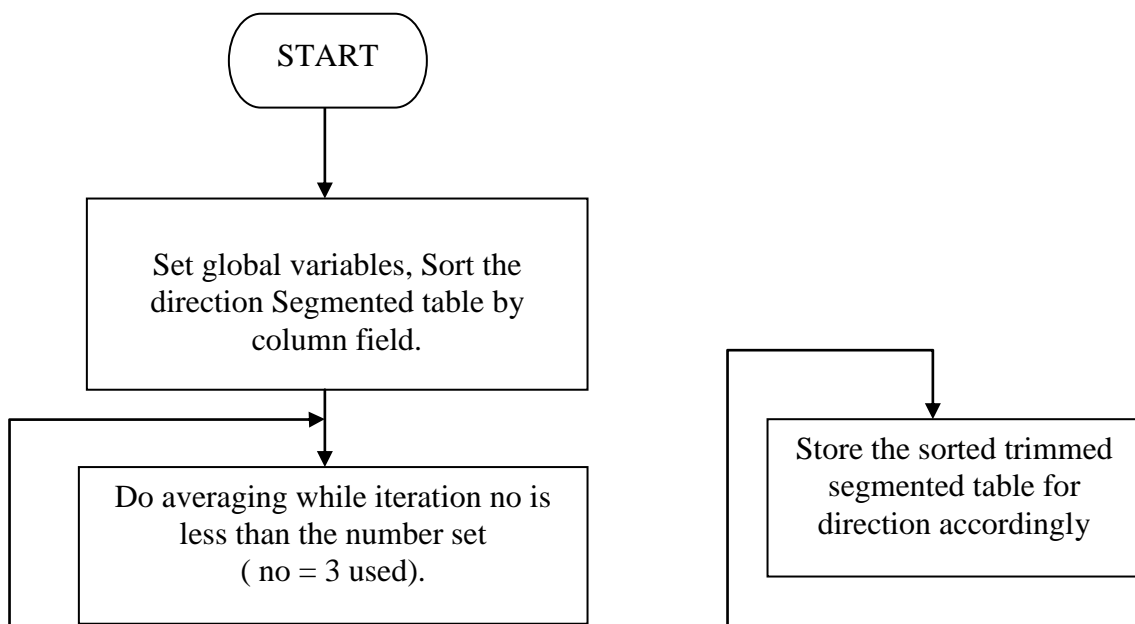 START
Set global variables, Sort the
direction Segmented table by
column field.
Do averaging while iteration no is
less than the number set
( no = 3 used).
Store the sorted trimmed
segmented table for
direction accordingly